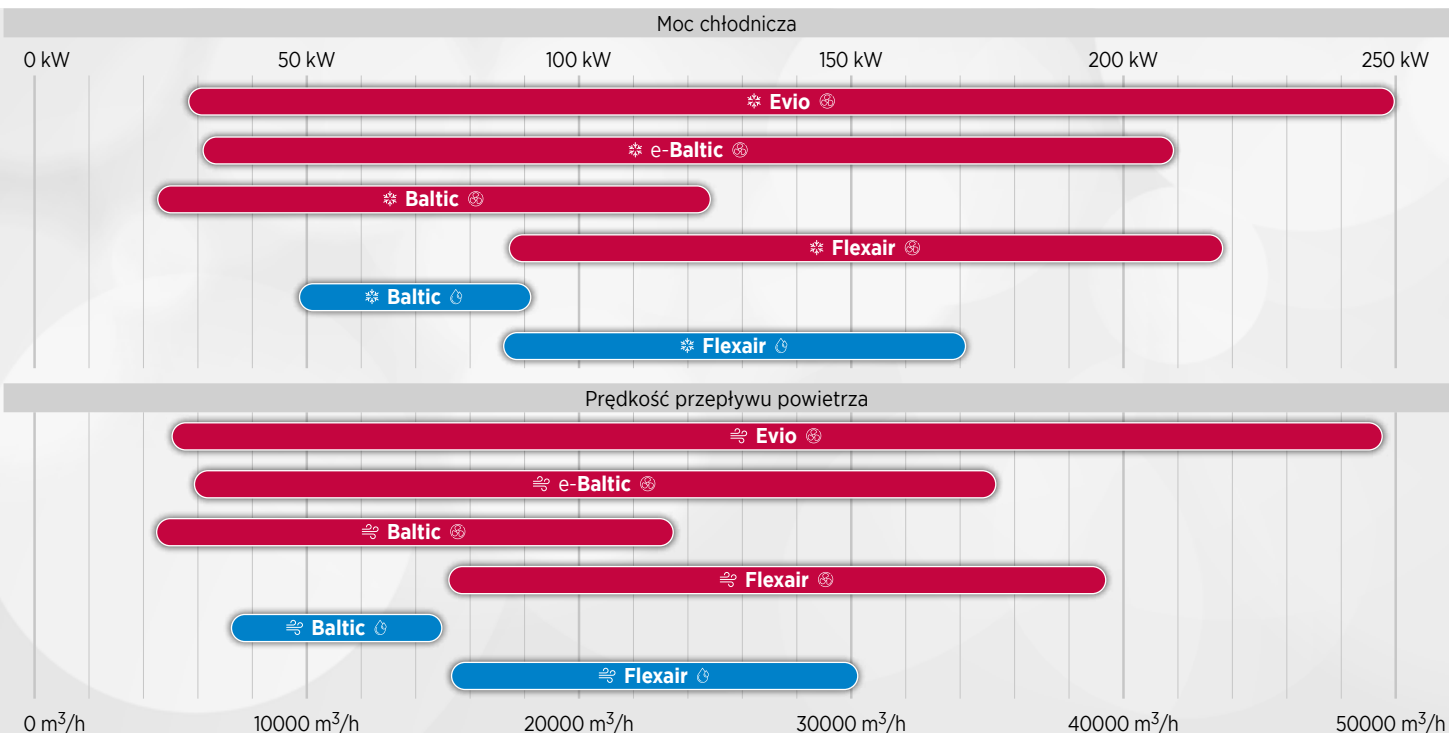 Moc chłodnicza
0 kW 50 kW 100 kW 150 kW 200 kW 250 kW
Evio
e-Baltic
Baltic
Flexair
Baltic
Flexair
Prędkość przepływu powietrza
Evio
e-Baltic
Baltic
Flexair
Baltic
Flexair
0 m³/h 10000 m³/h 20000 m³/h 30000 m³/h 40000 m³/h 50000 m³/h